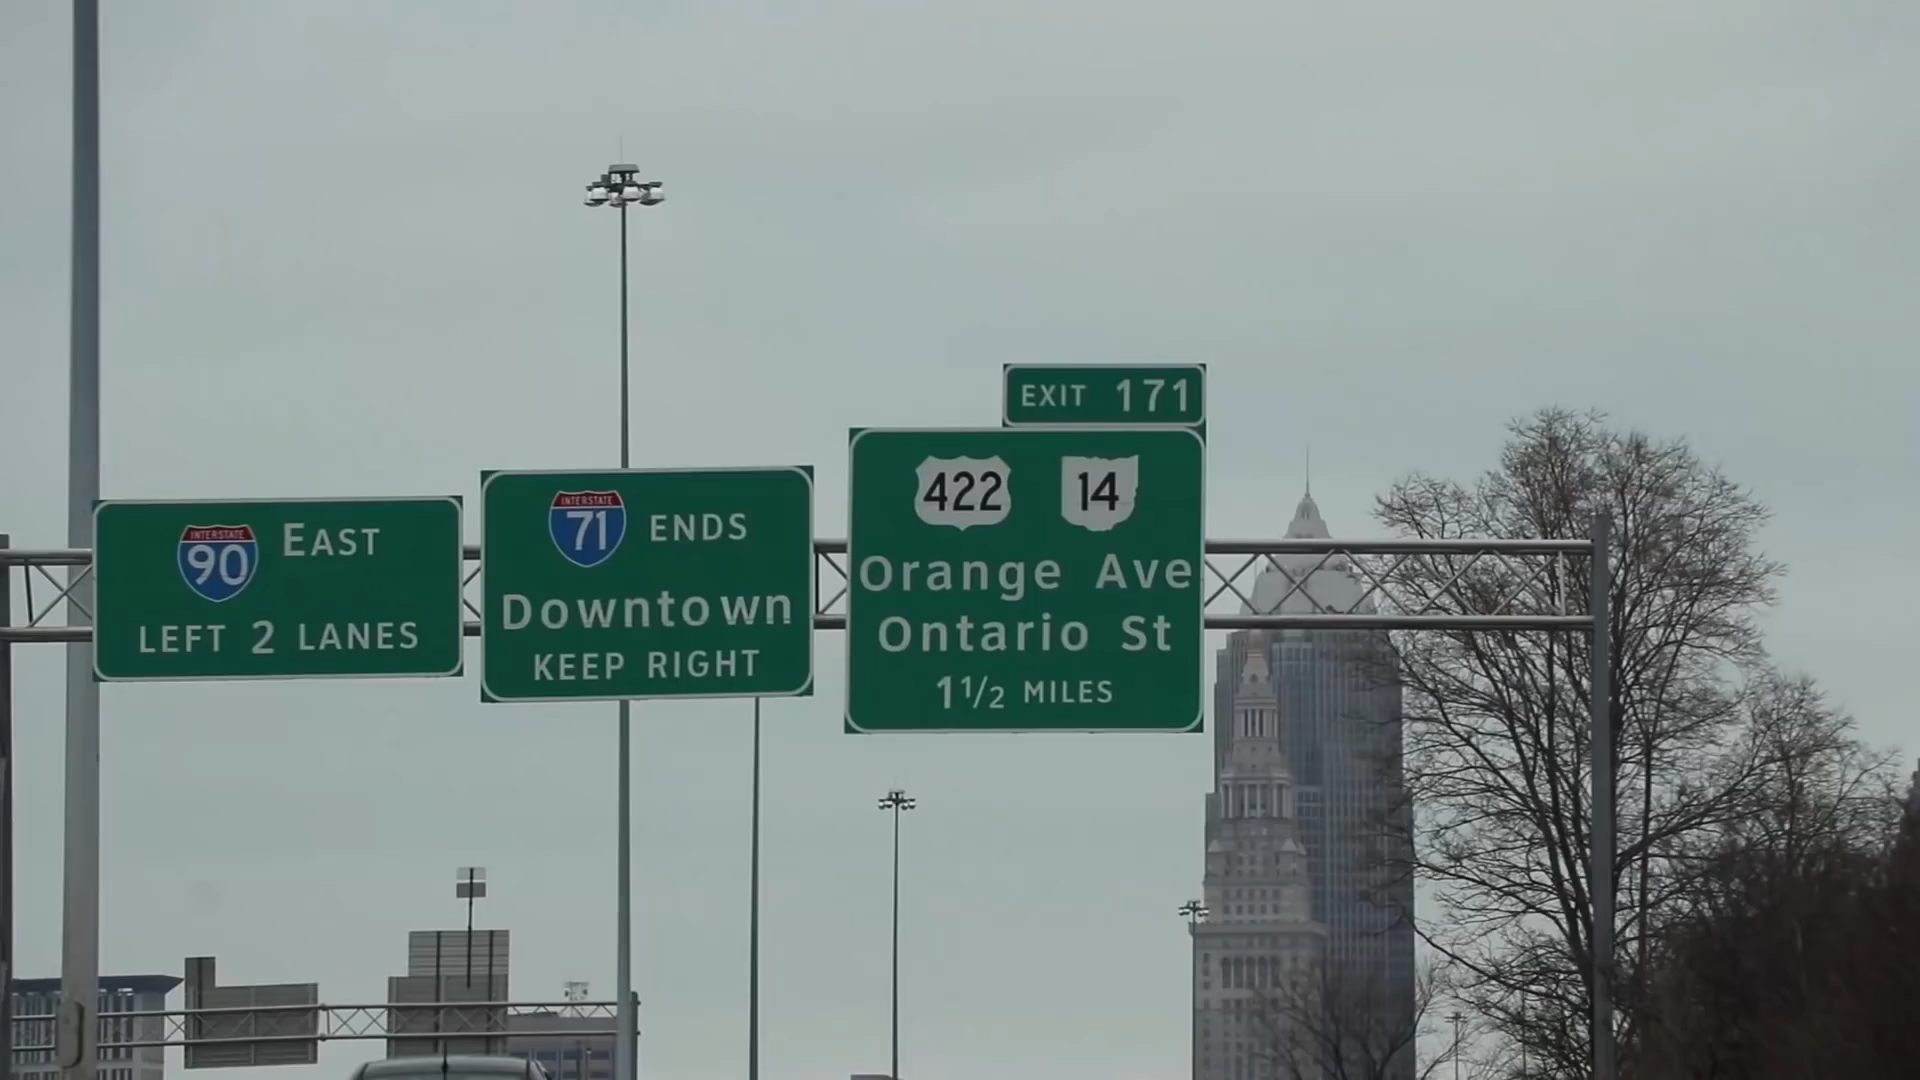 INTERSTATE
90 EAST
LEFT 2 LANES
INTERSTATE
71 ENDS
Downtown
KEEP RIGHT
EXIT 171
422 14
Orange Ave
Ontario St
1 1/2 MILES